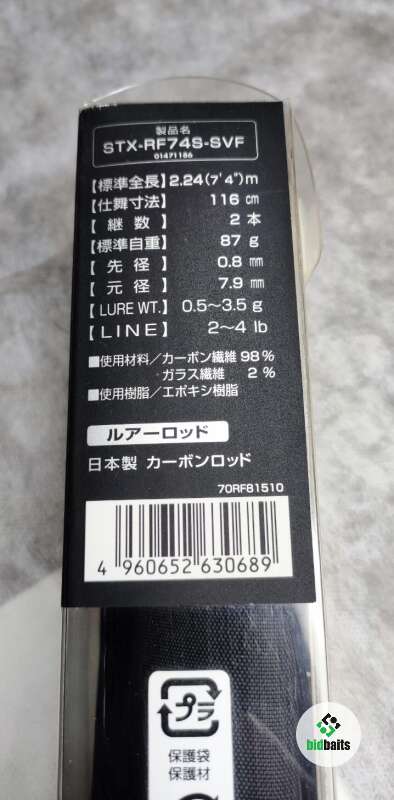 製品名
STX-RF74S-SVF
01471186
【標準全長】2.24(7'4")m
【仕舞寸法】 116 cm
【 継 数 】 2 本
【標準自重】 87 g
【 先 径 】 0.8 mm
【 元 径 】 7.9 mm
【 LURE WT. 】 0.5〜3.5 g
【 LINE 】 2〜4 lb
■使用材料／カーボン繊維 98%
ガラス繊維 2%
■使用樹脂／エポキシ樹脂
ルアーロッド
日本製 カーボンロッド
70RF81510
4 960652 630689
プラ
保護袋
保護材
bidbaits